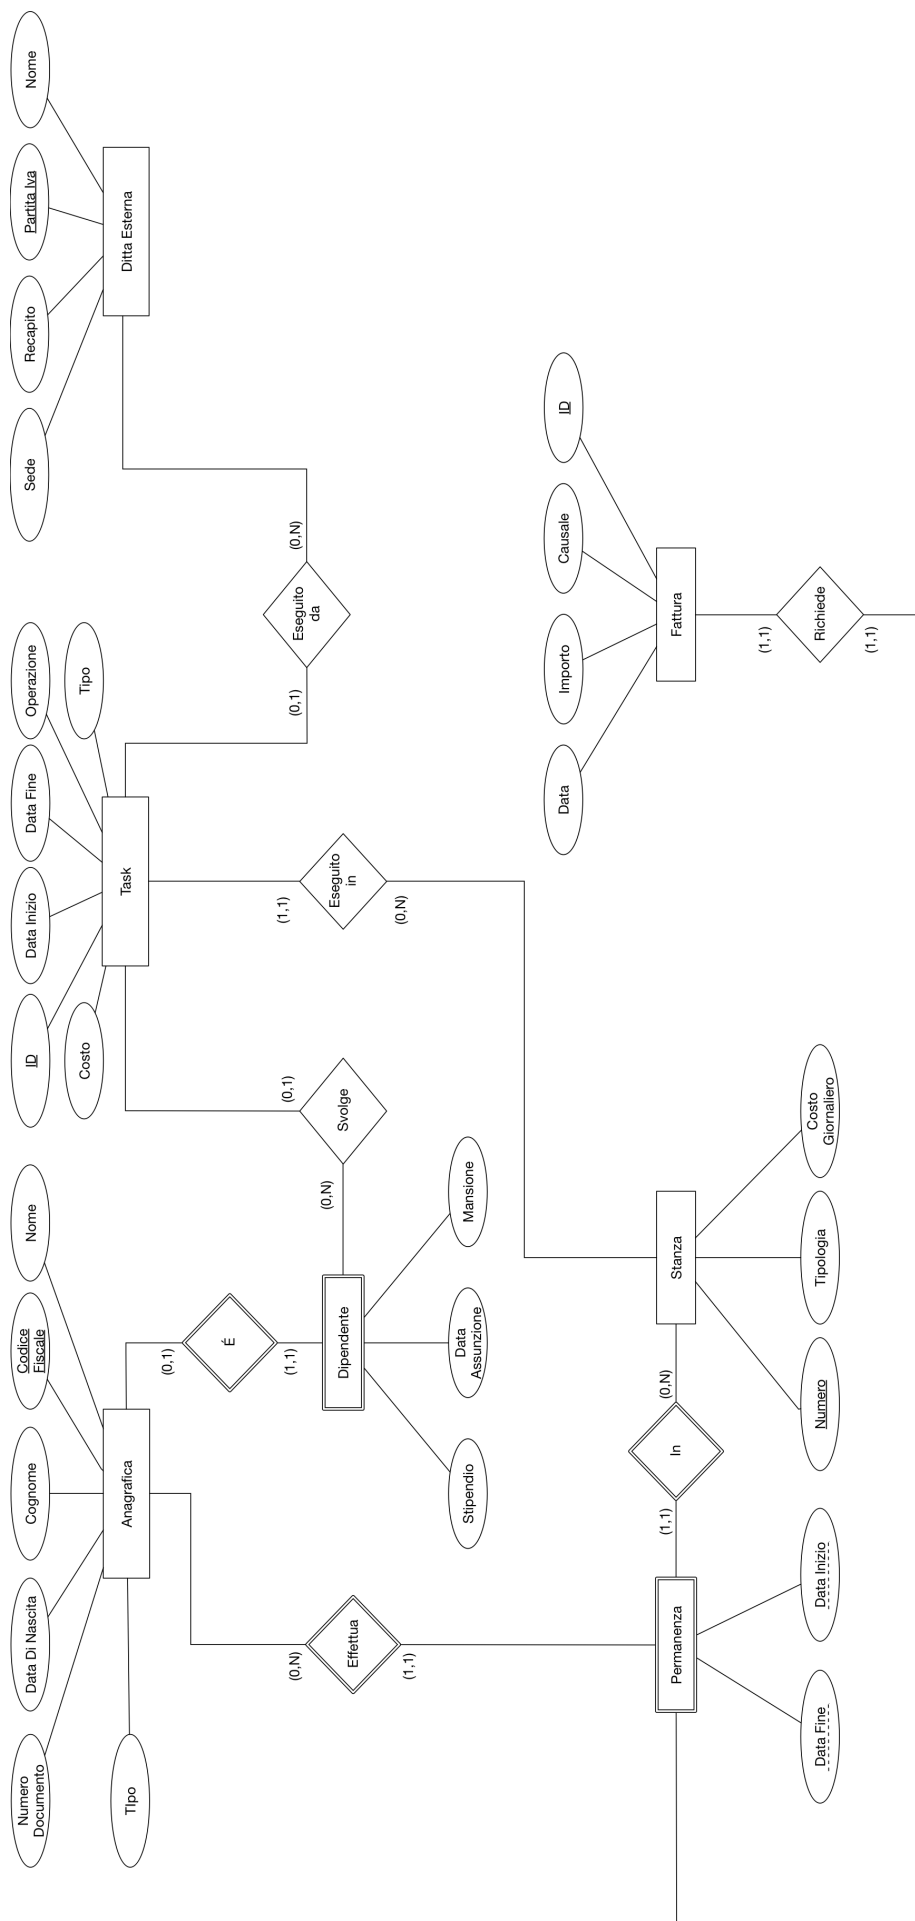 Numero
Documento
Data Di Nascita
Cognome
Codice
Fiscale
Nome
ID
Data Inizio
Data Fine
Operazione
Sede
Recapito
Partita Iva
Nome
Costo
Tipo
TIpo
Anagrafica
Task
Ditta Esterna
(0,1)
É
(1,1)
(0,1)
Svolge
(0,N)
(1,1)
Eseguito
in
(0,N)
(0,1)
Eseguito
da
(0,N)
(0,N)
Effettua
(1,1)
Dipendente
Stipendio
Data
Assunzione
Mansione
Data
Importo
Causale
ID
Permanenza
(1,1)
In
(0,N)
Stanza
Fattura
(1,1)
Richiede
(1,1)
Data Fine
Data Inizio
Numero
Tipologia
Costo
Giornaliero